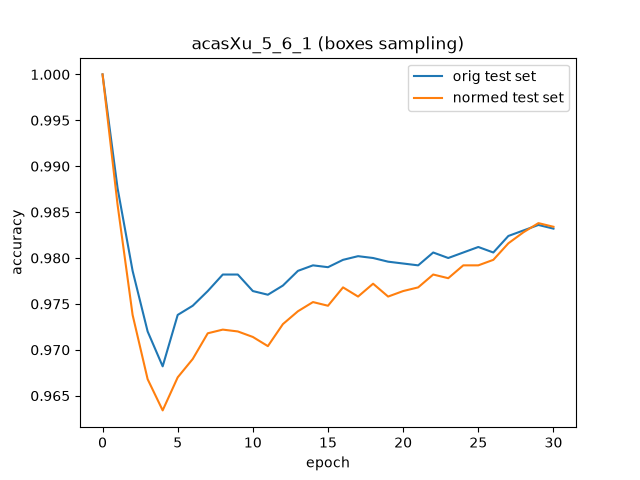 acasXu_5_6_1 (boxes sampling)
orig test set
normed test set
accuracy
1.000
0.995
0.990
0.985
0.980
0.975
0.970
0.965
0 5 10 15 20 25 30
epoch